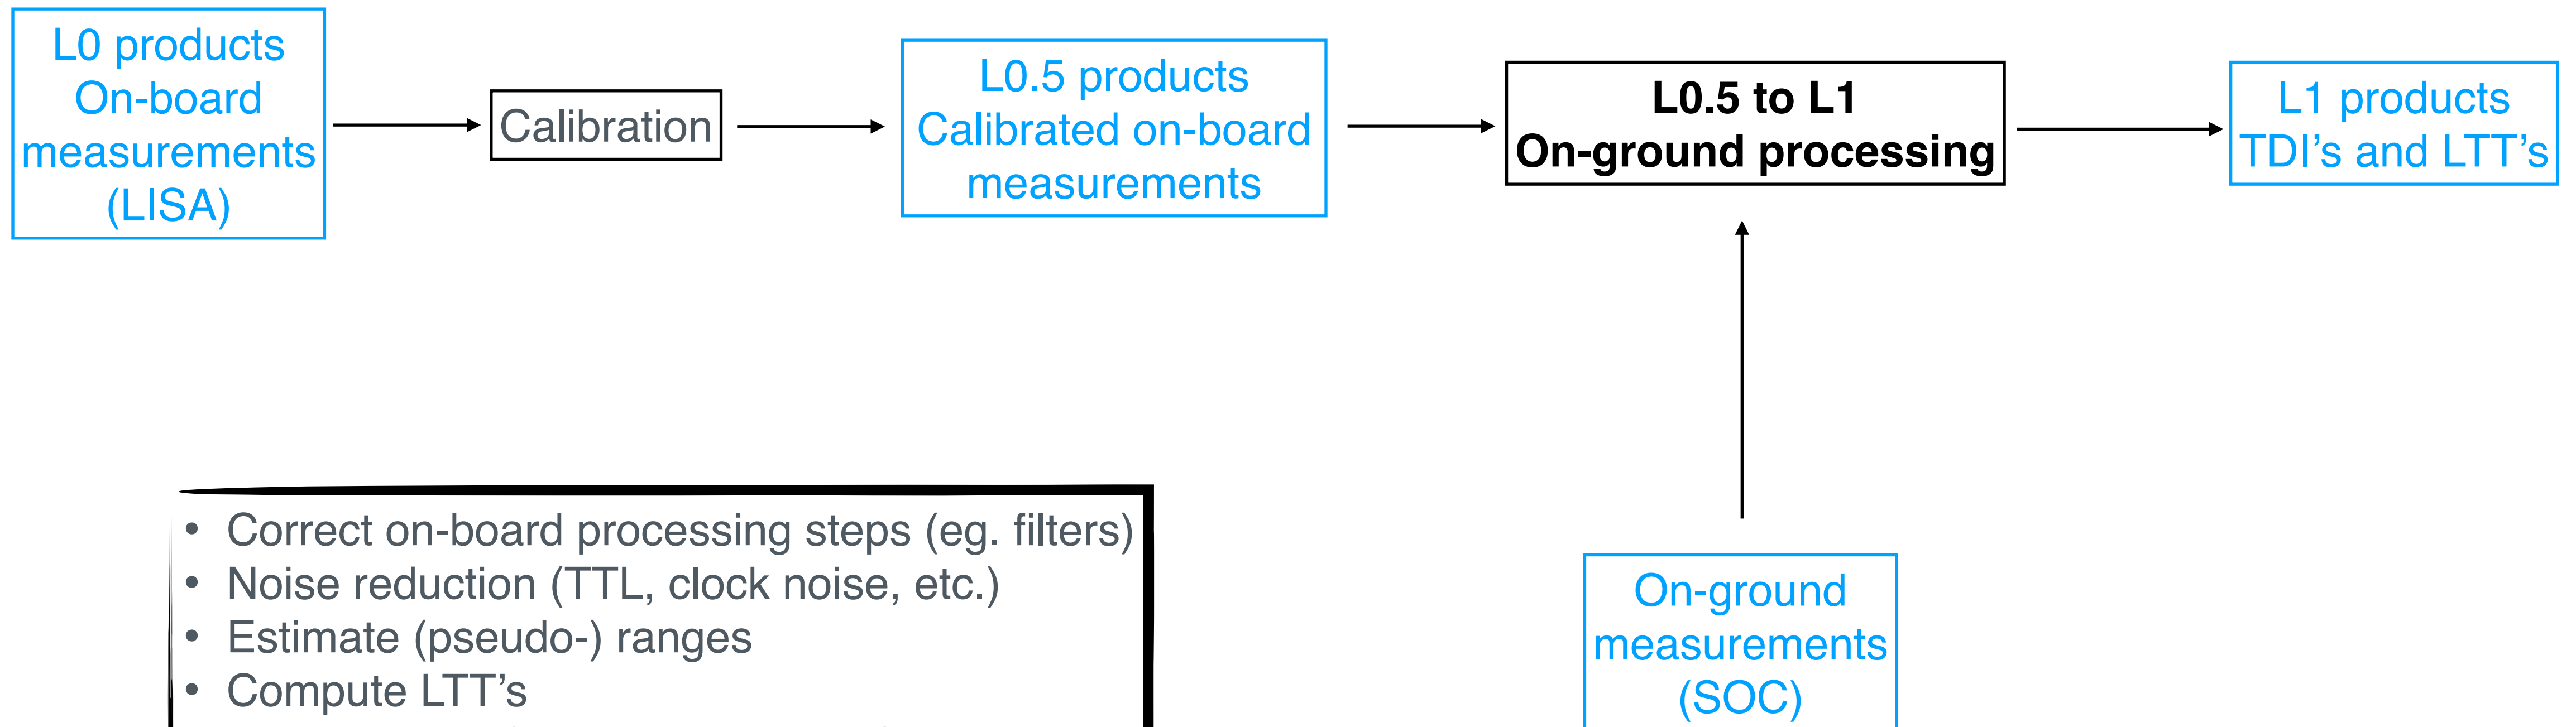 L0 products
On-board
measurements
(LISA)
Calibration
L0.5 products
Calibrated on-board
measurements
L0.5 to L1
On-ground processing
L1 products
TDI's and LTT's
• Correct on-board processing steps (eg. filters)
• Noise reduction (TTL, clock noise, etc.)
• Estimate (pseudo-) ranges
• Compute LTT's
On-ground
measurements
(SOC)